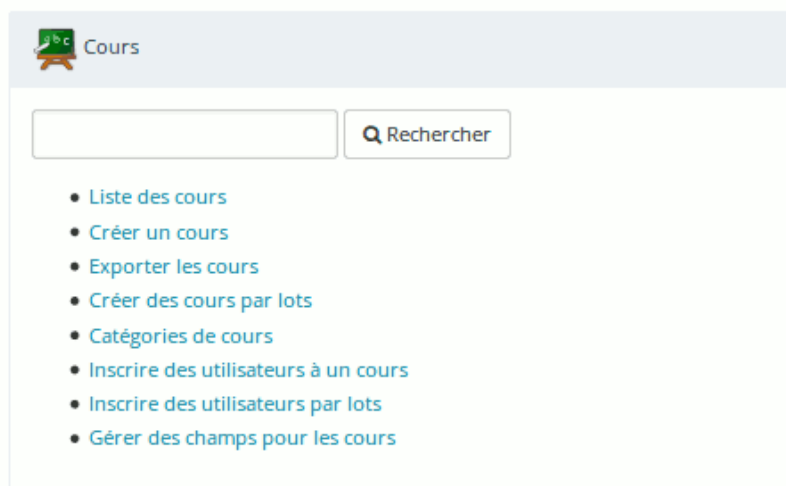 abc
Cours
Rechercher
Liste des cours
Créer un cours
Exporter les cours
Créer des cours par lots
Catégories de cours
Inscrire des utilisateurs à un cours
Inscrire des utilisateurs par lots
Gérer des champs pour les cours